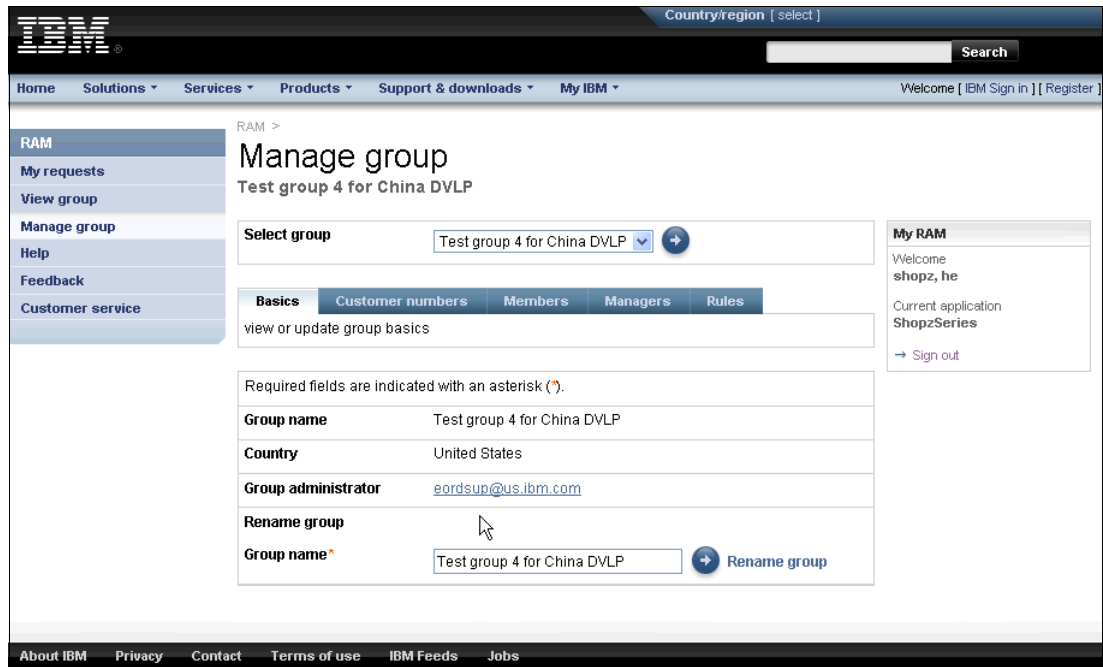 Country/region [ select ]
IBM ®
Search
Home Solutions Services Products Support & downloads My IBM Welcome [ IBM Sign in ] [ Register ]
RAM
My requests
View group
Manage group
Help
Feedback
Customer service
RAM >
Manage group
Test group 4 for China DVLP
Select group Test group 4 for China DVLP
Basics Customer numbers Members Managers Rules
view or update group basics
Required fields are indicated with an asterisk (*).
Group name Test group 4 for China DVLP
Country United States
Group administrator eordsup@us.ibm.com
Rename group
Group name* Test group 4 for China DVLP Rename group
My RAM
Welcome
shopz, he
Current application
ShopzSeries
→ Sign out
About IBM Privacy Contact Terms of use IBM Feeds Jobs